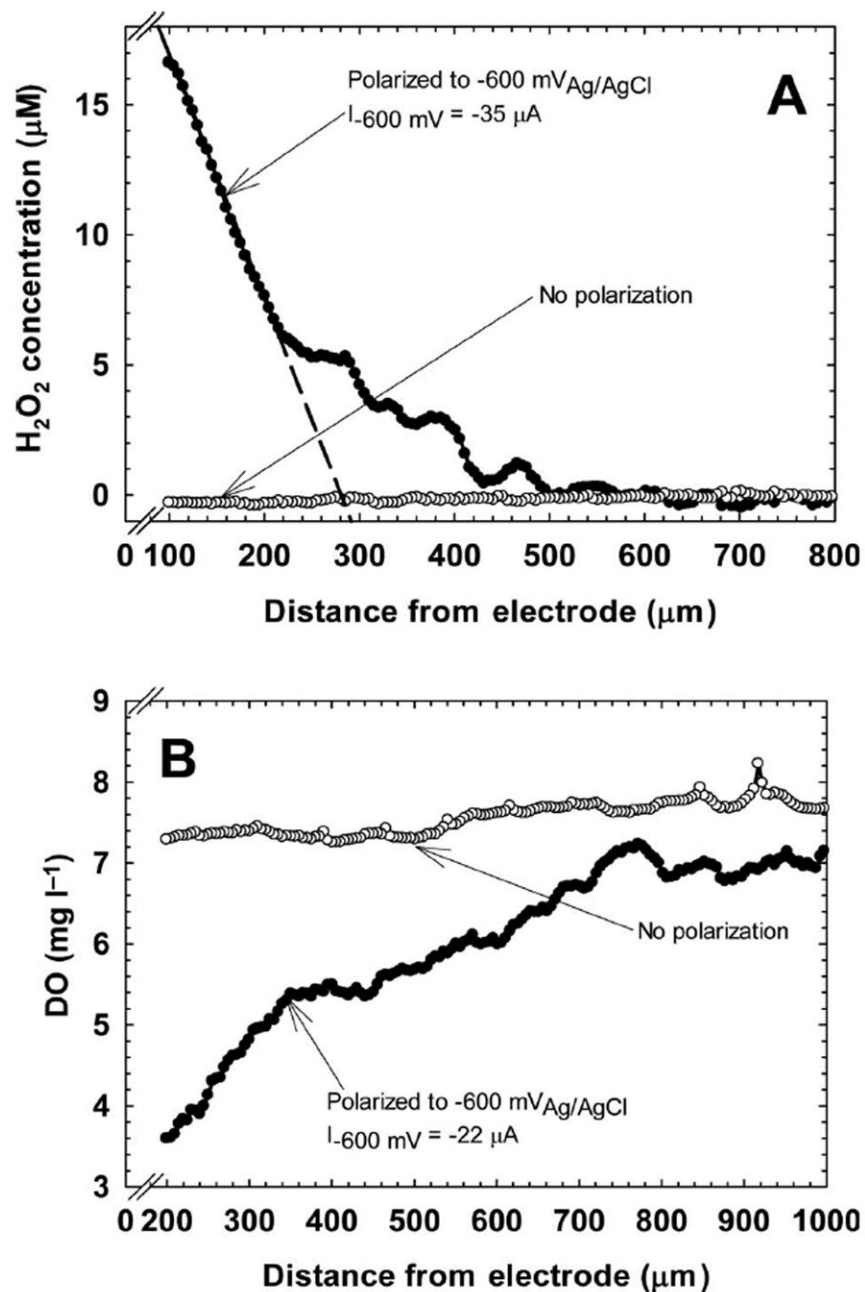 A
Polarized to -600 mVAg/AgCl
I-600 mV = -35 μA
No polarization
H2O2 concentration (μM)
15
10
5
0
0 100 200 300 400 500 600 700 800
Distance from electrode (μm)
B
9
8
7
6
5
4
3
DO (mg l−1)
No polarization
Polarized to -600 mVAg/AgCl
I-600 mV = -22 μA
0 200 300 400 500 600 700 800 900 1000
Distance from electrode (μm)